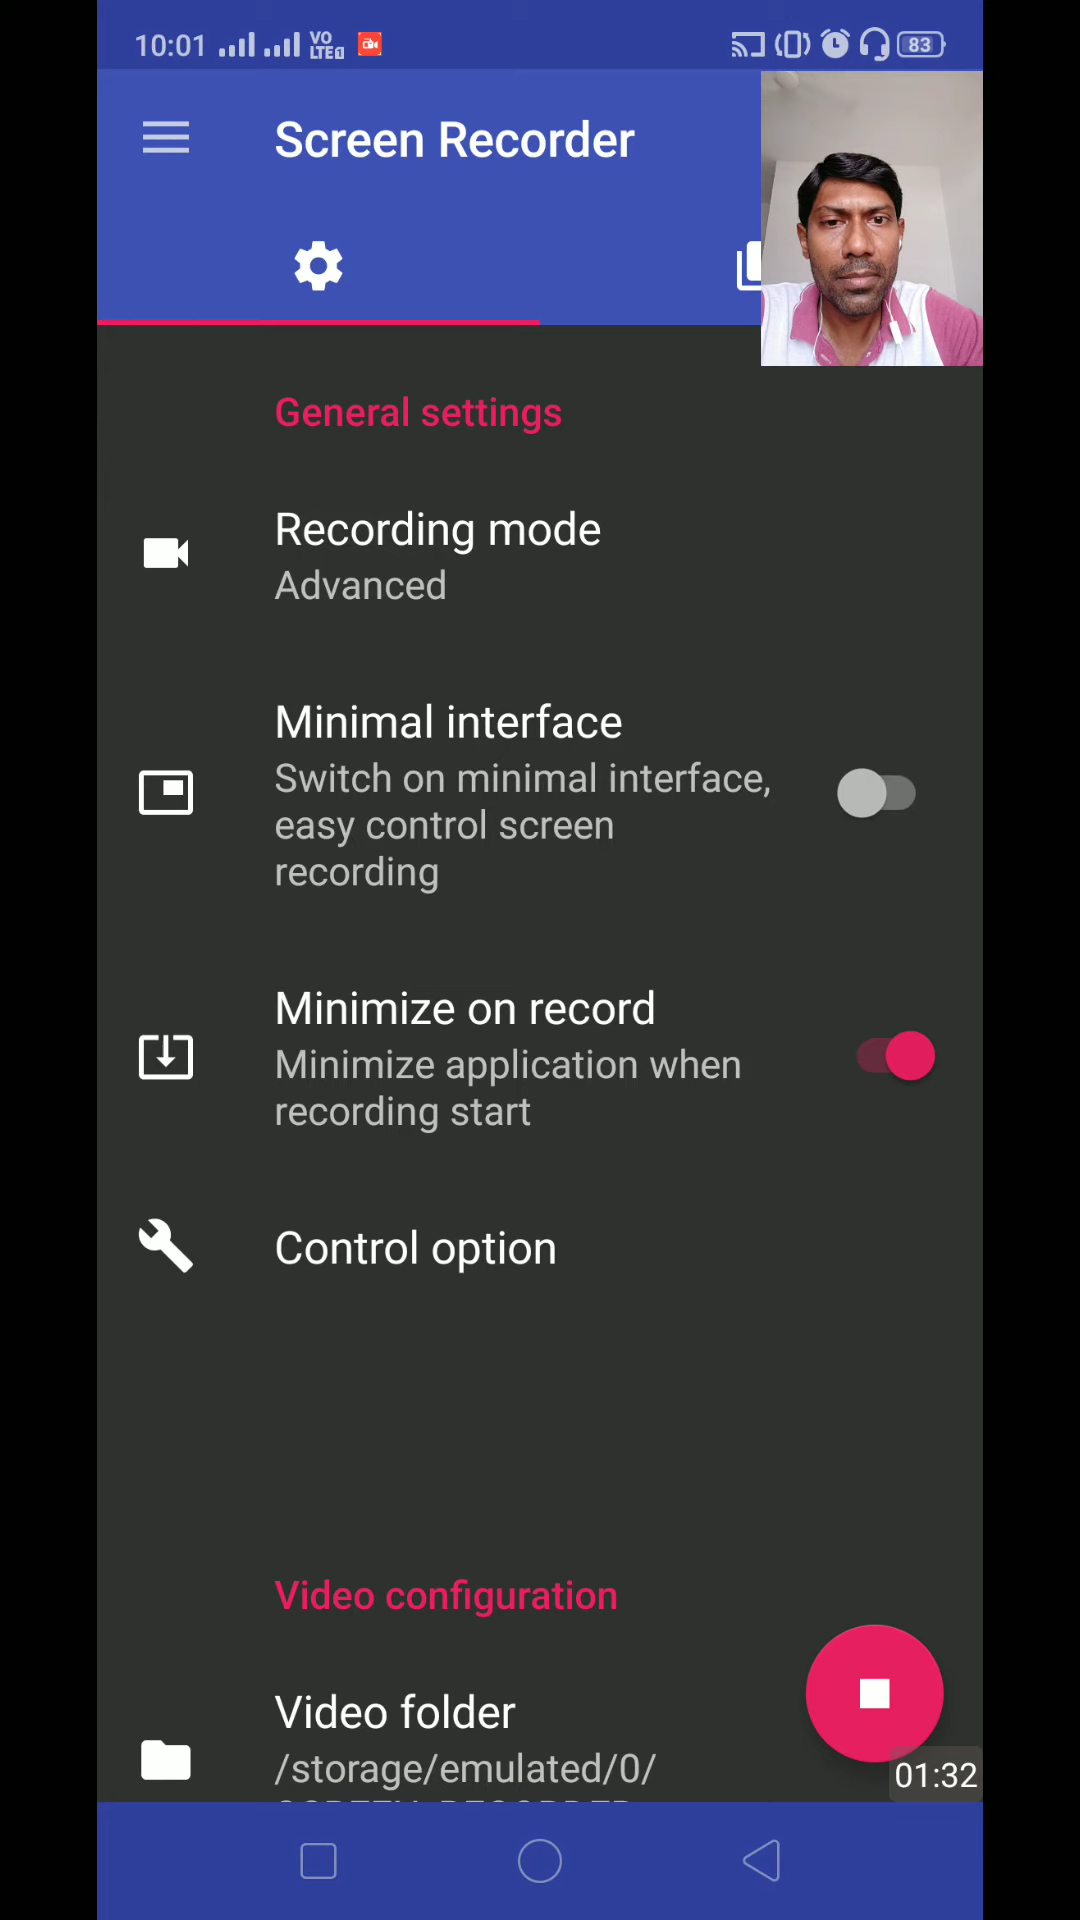 10:01 VO LTE1 83
Screen Recorder
General settings
Recording mode
Advanced
Minimal interface
Switch on minimal interface,
easy control screen
recording
Minimize on record
Minimize application when
recording start
Control option
Video configuration
Video folder
/storage/emulated/0/
01:32